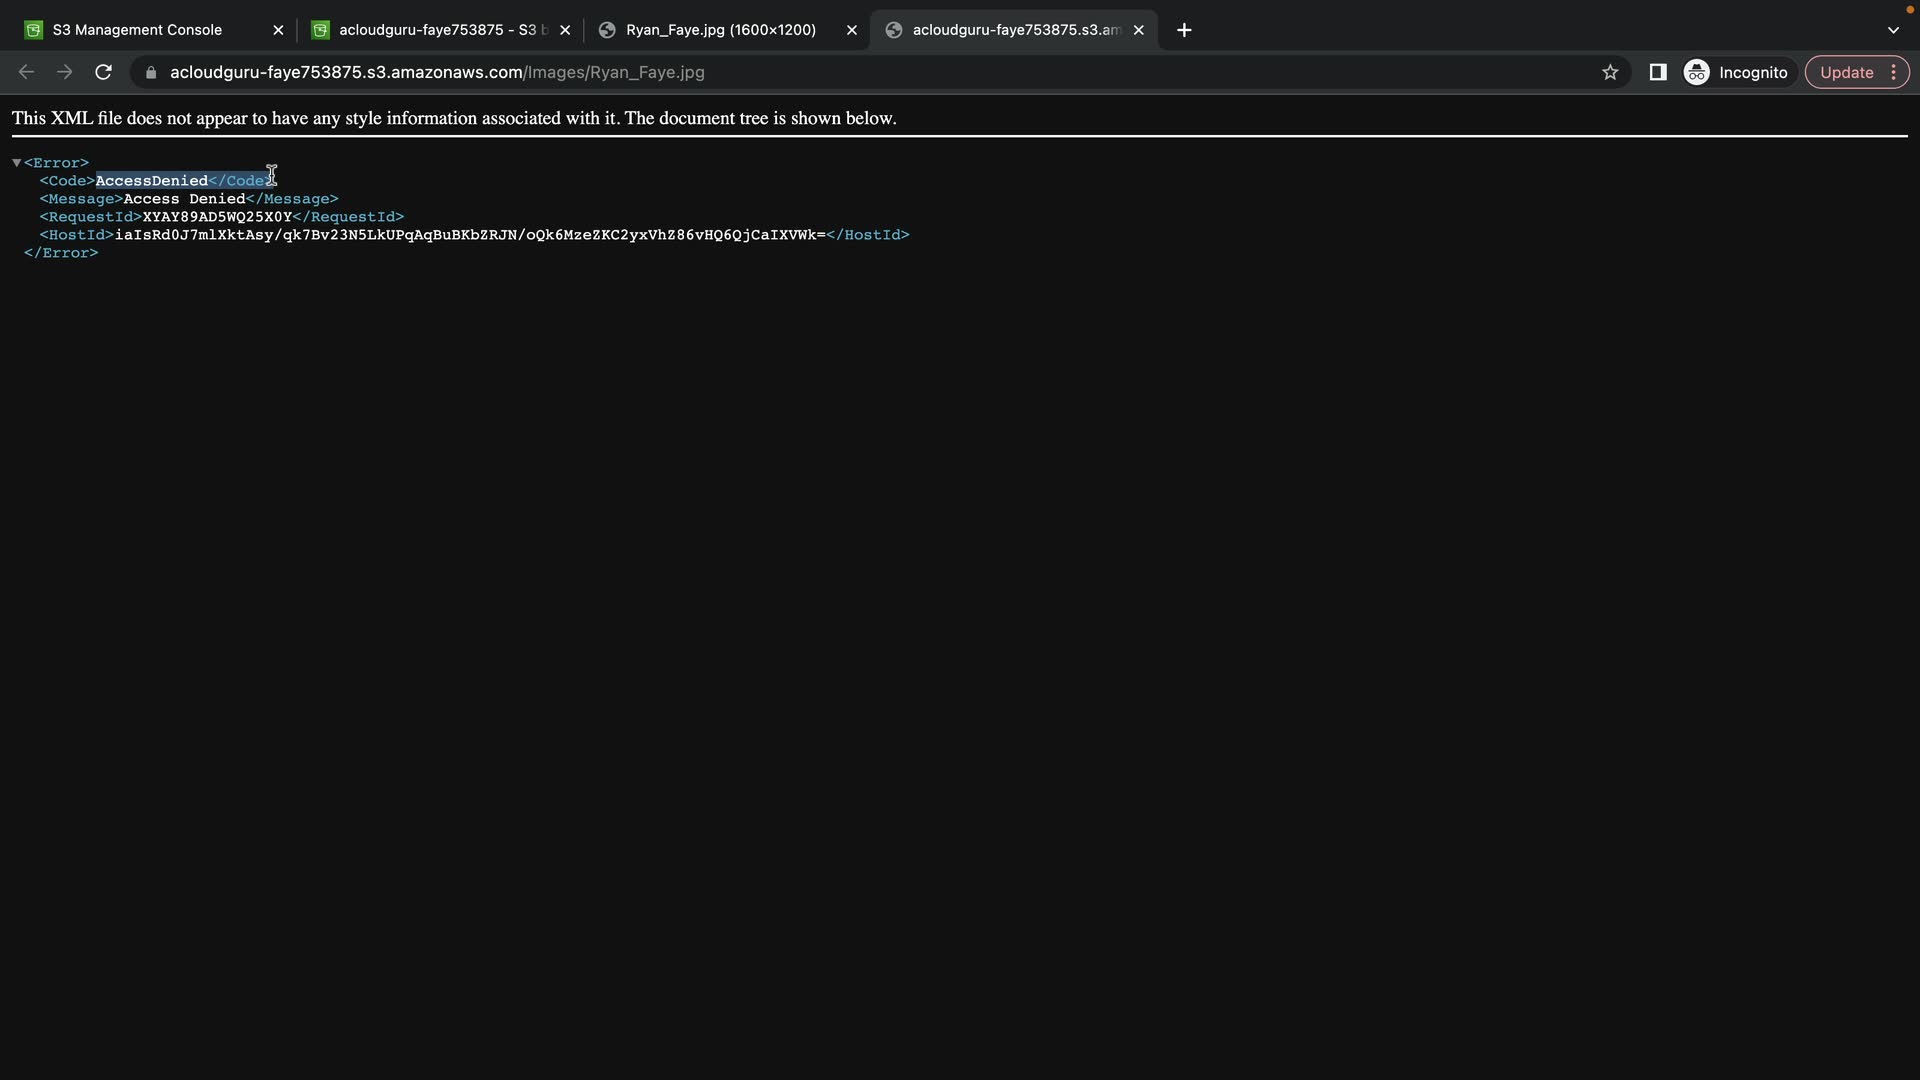 S3 Management Console
acloudguru-faye753875 - S3 b
Ryan_Faye.jpg (1600×1200)
acloudguru-faye753875.s3.am
acloudguru-faye753875.s3.amazonaws.com/Images/Ryan_Faye.jpg
Incognito
Update
This XML file does not appear to have any style information associated with it. The document tree is shown below.
<Error>
<Code>AccessDenied</Code>
<Message>Access Denied</Message>
<RequestId>XYAY89AD5WQ25X0Y</RequestId>
<HostId>iaIsRd0J7mlXktAsy/qk7Bv23N5LkUPqAqBuBKbZRJN/oQk6MzeZKC2yxVhZ86vHQ6QjCaIXVWk=</HostId>
</Error>